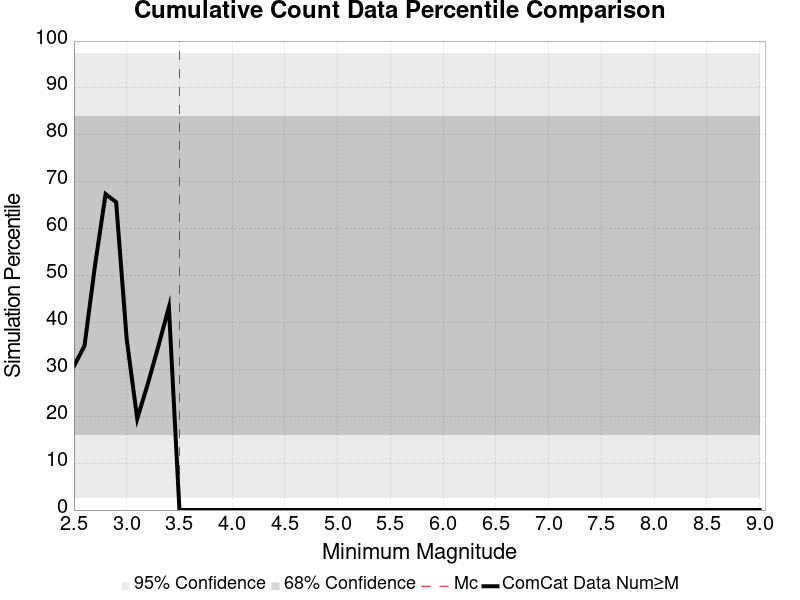 Cumulative Count Data Percentile Comparison
100
90
80
70
60
50
40
30
20
10
0
Simulation Percentile
2.5 3.0 3.5 4.0 4.5 5.0 5.5 6.0 6.5 7.0 7.5 8.0 8.5 9.0
Minimum Magnitude
95% Confidence 68% Confidence Mc ComCat Data Num≥M